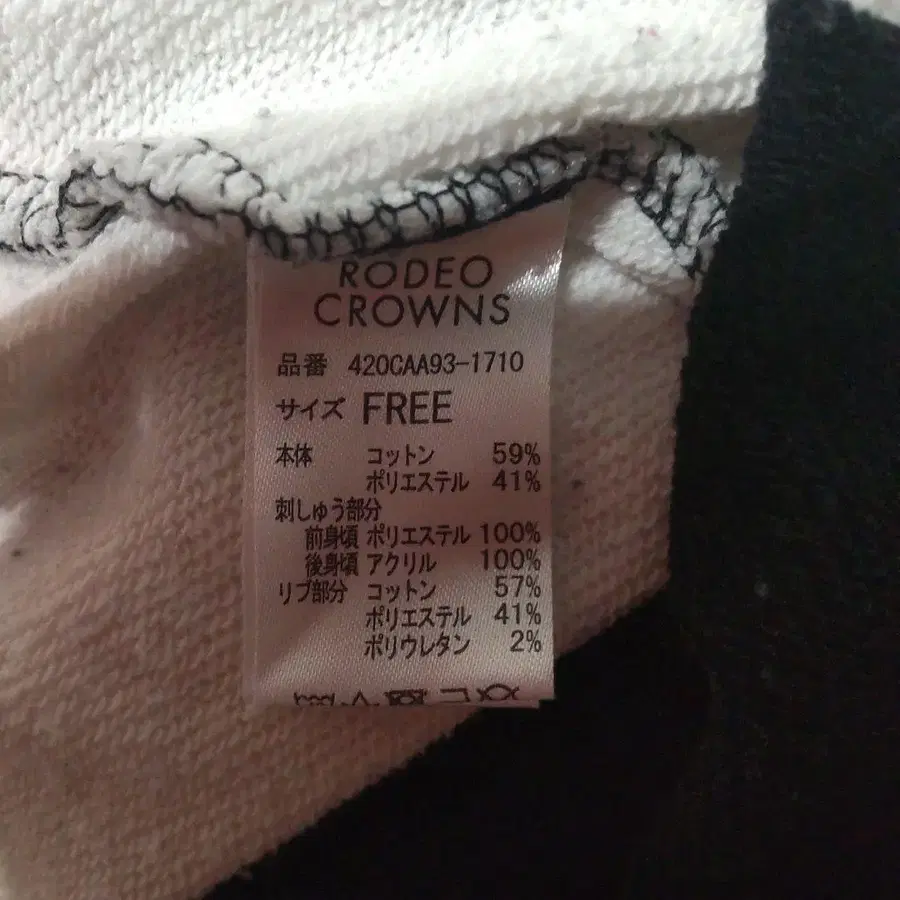 RODEO
CROWNS
品番 420CAA93-1710
サイズ FREE
本体 コットン 59%
ポリエステル 41%
刺しゅう部分
前身頃 ポリエステル 100%
後身頃 アクリル 100%
リブ部分 コットン 57%
ポリエステル 41%
ポリウレタン 2%